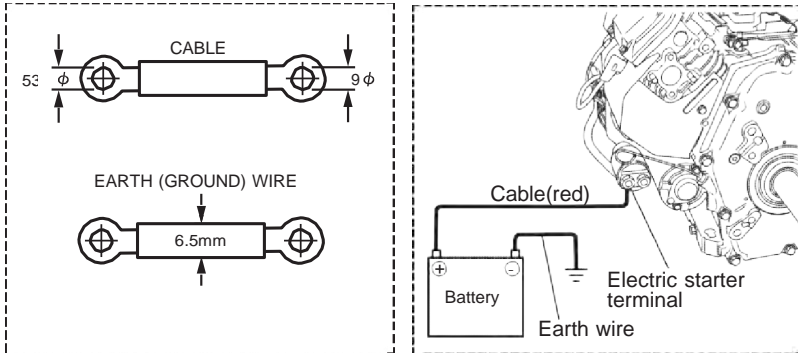 CABLE
53 ϕ
9 ϕ
EARTH (GROUND) WIRE
6.5mm
Cable(red)
+
-
Battery
Electric starter
terminal
Earth wire